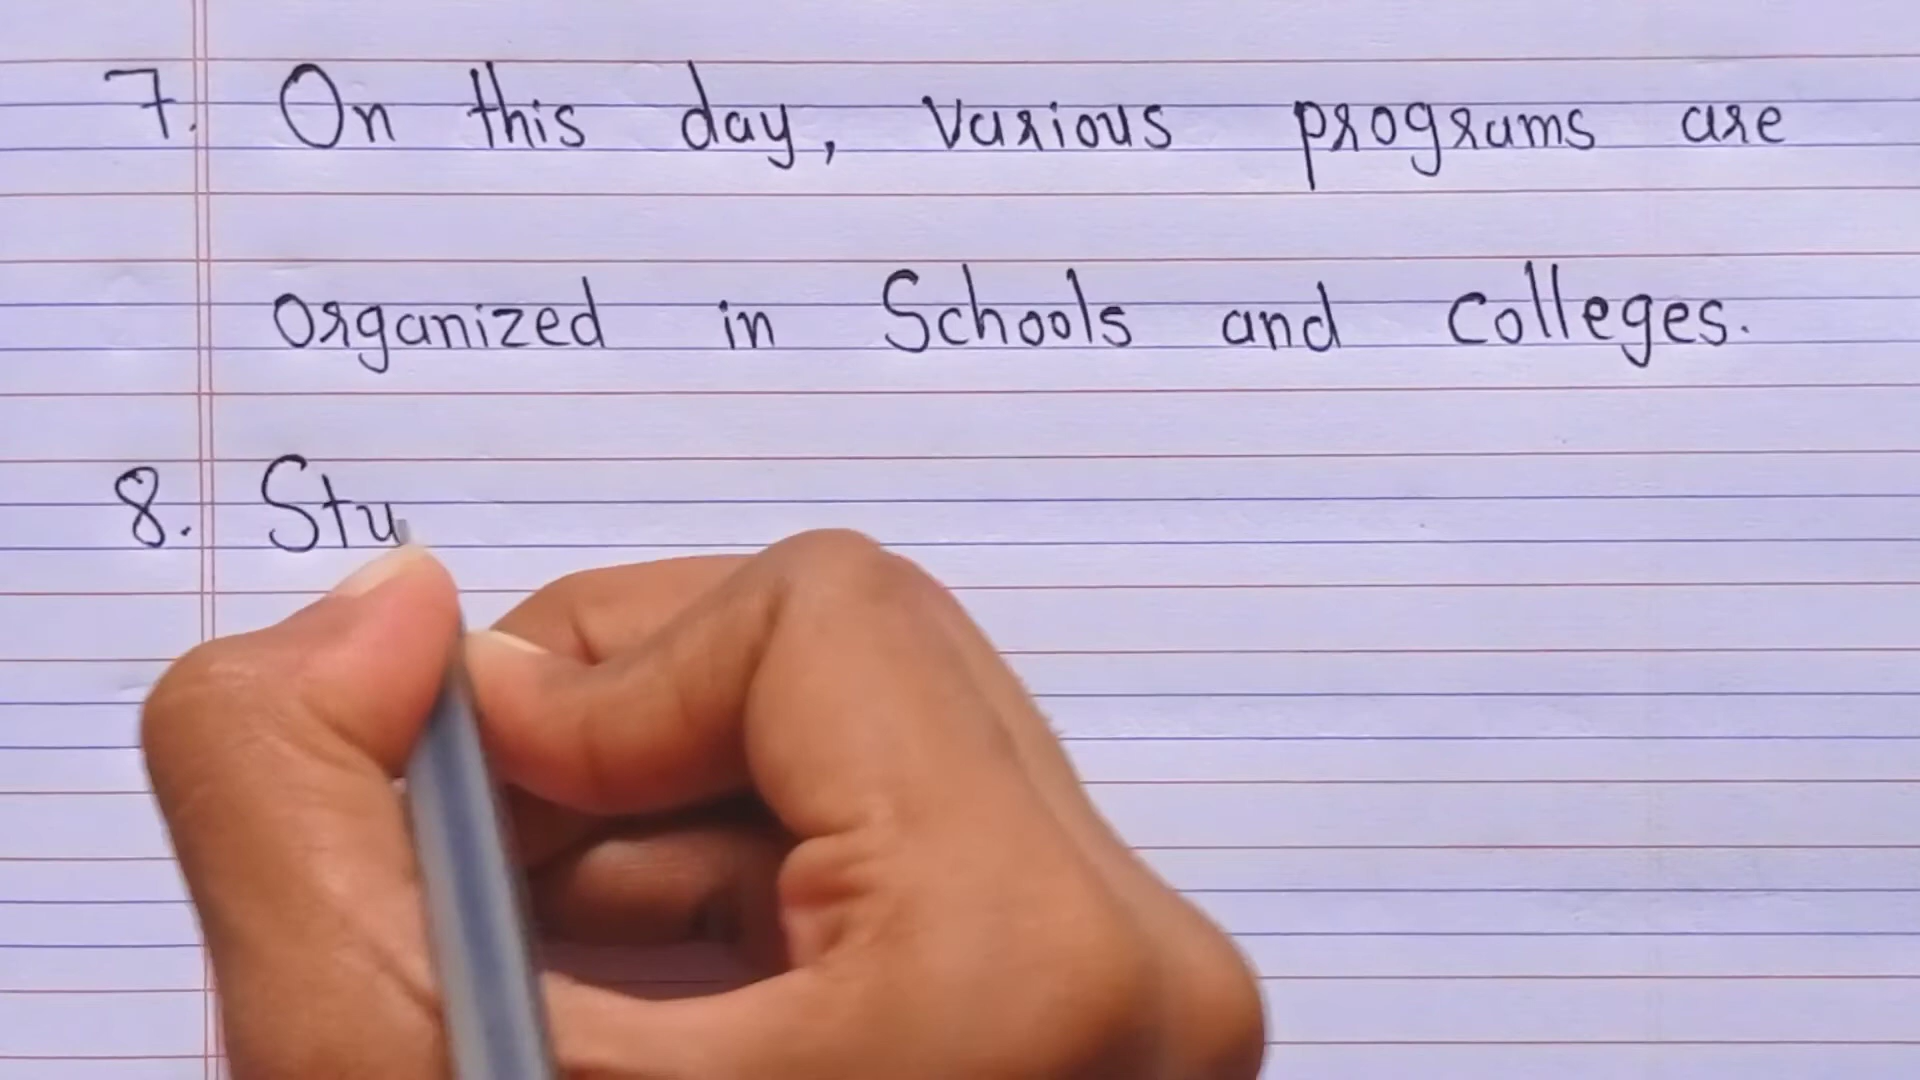 7. On this day, various programs are
organized in Schools and colleges.
8. Stu